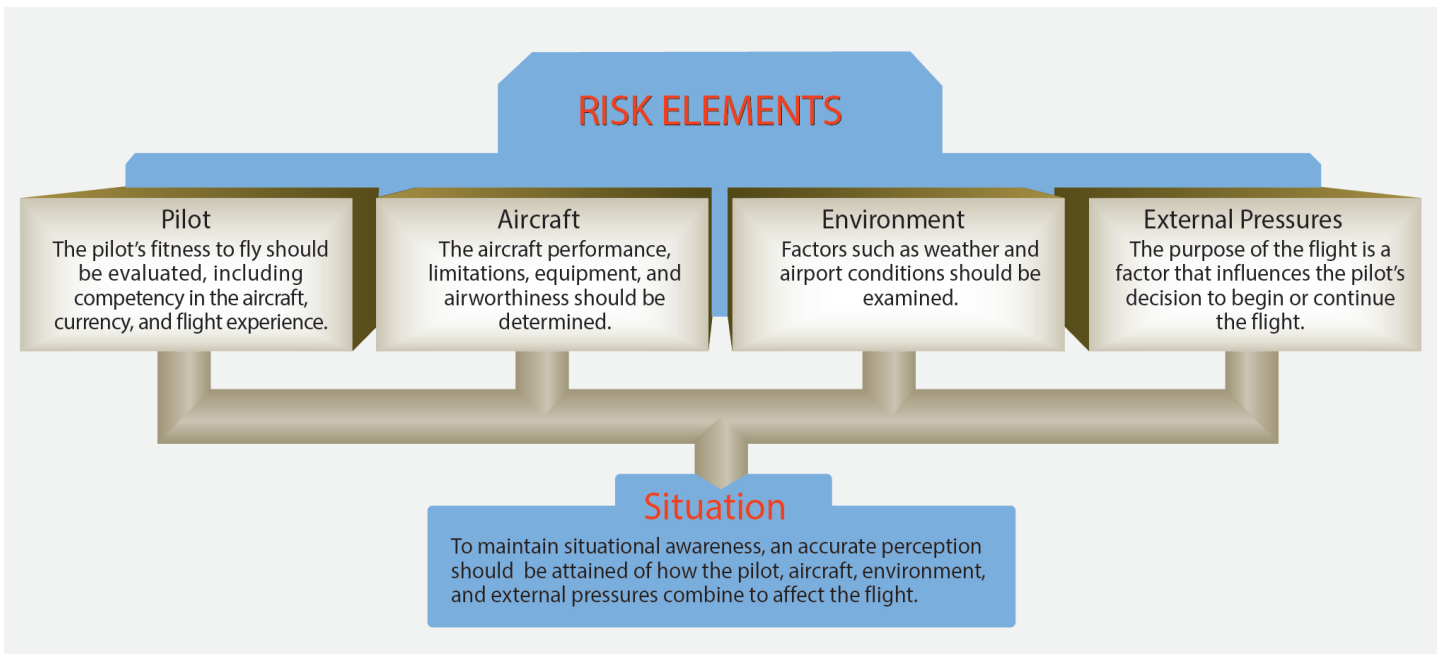 RISK ELEMENTS
Pilot
The pilot’s fitness to fly should
be evaluated, including
competency in the aircraft,
currency, and flight experience.
Aircraft
The aircraft performance,
limitations, equipment, and
airworthiness should be
determined.
Environment
Factors such as weather and
airport conditions should be
examined.
External Pressures
The purpose of the flight is a
factor that influences the pilot’s
decision to begin or continue
the flight.
Situation
To maintain situational awareness, an accurate perception
should  be attained of how the pilot, aircraft, environment,
and external pressures combine to affect the flight.